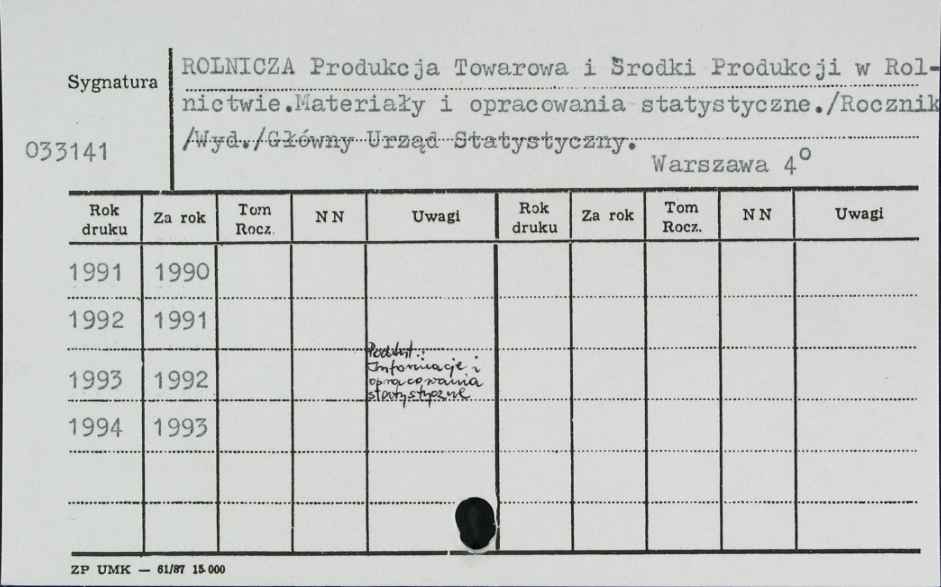 Sygnatura
033141
ROLNICZA Produkcja Towarowa i Środki Produkcji w Rol-
nictwie.Materiały i opracowania statystyczne./Rocznik
/Wyd./Główny Urząd Statystyczny.
Warszawa 4°
Rok druku Za rok Tom Rocz. NN Uwagi Rok druku Za rok Tom Rocz. NN Uwagi
1991 1990
1992 1991
Podtyt.:
Informacje i
opracowania
statystyczne
1993 1992
1994 1993
ZP UMK — 61/87 15 000